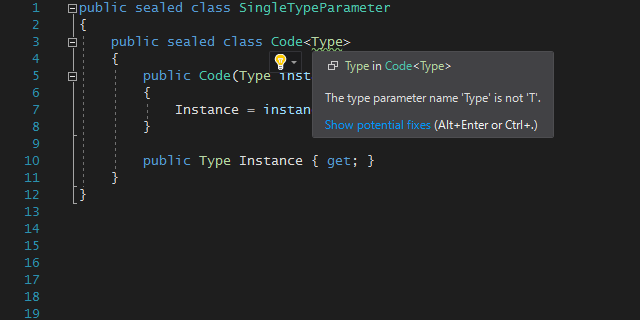 1 public sealed class SingleTypeParameter
2 {
3 public sealed class Code<Type>
4 {
5 public Code(Type inst
6 {
7 Instance = instan
8 }
9
10 public Type Instance { get; }
11 }
12 }
13
14
15
16
17
18
19
Type in Code<Type>
The type parameter name 'Type' is not 'T'.
Show potential fixes (Alt+Enter or Ctrl+.)